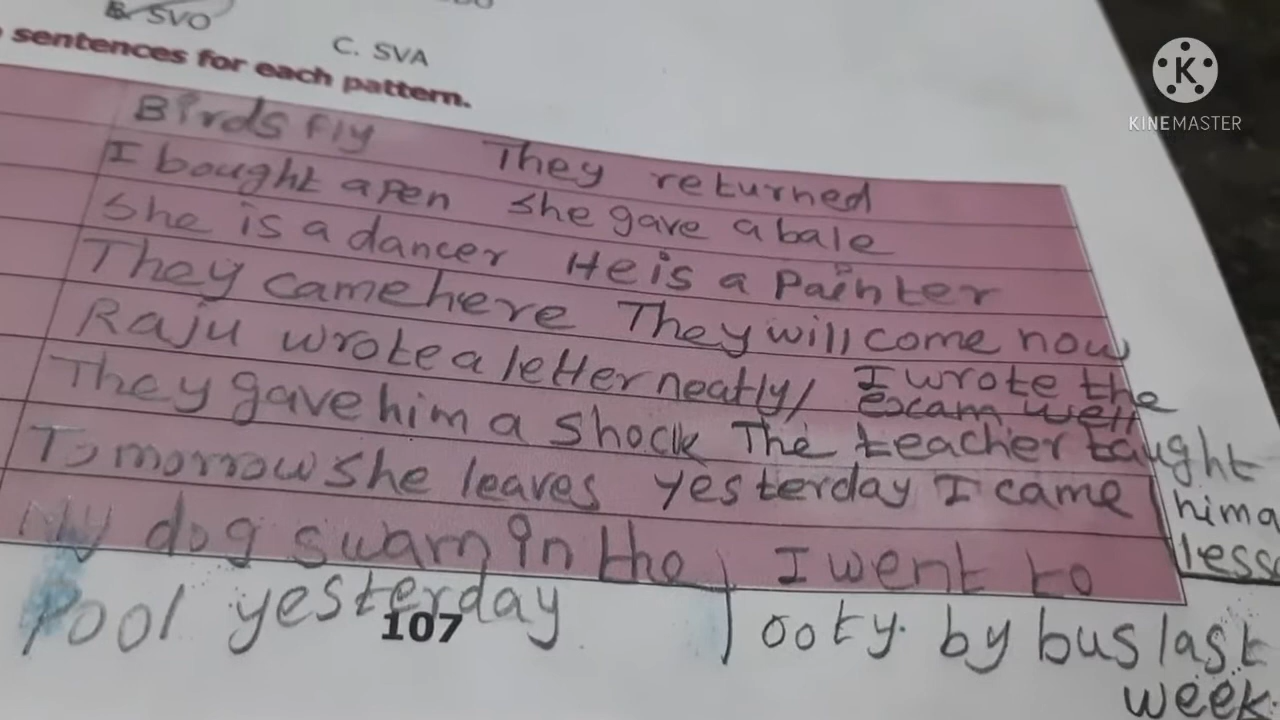 B. SVO
C. SVA
sentences for each pattern.
Birds fly They returned
I bought a pen she gave a bale
She is a dancer He is a Painter
They came here They will come now
Raju wrote a letter neatly/ I wrote the
exam well
They gave him a shock The teacher taught
him a
Tomorrow she leaves yesterday I came
less
My dog swam in the I went to
Pool yesterday ooty. by bus last
week.
107
K
KINEMASTER